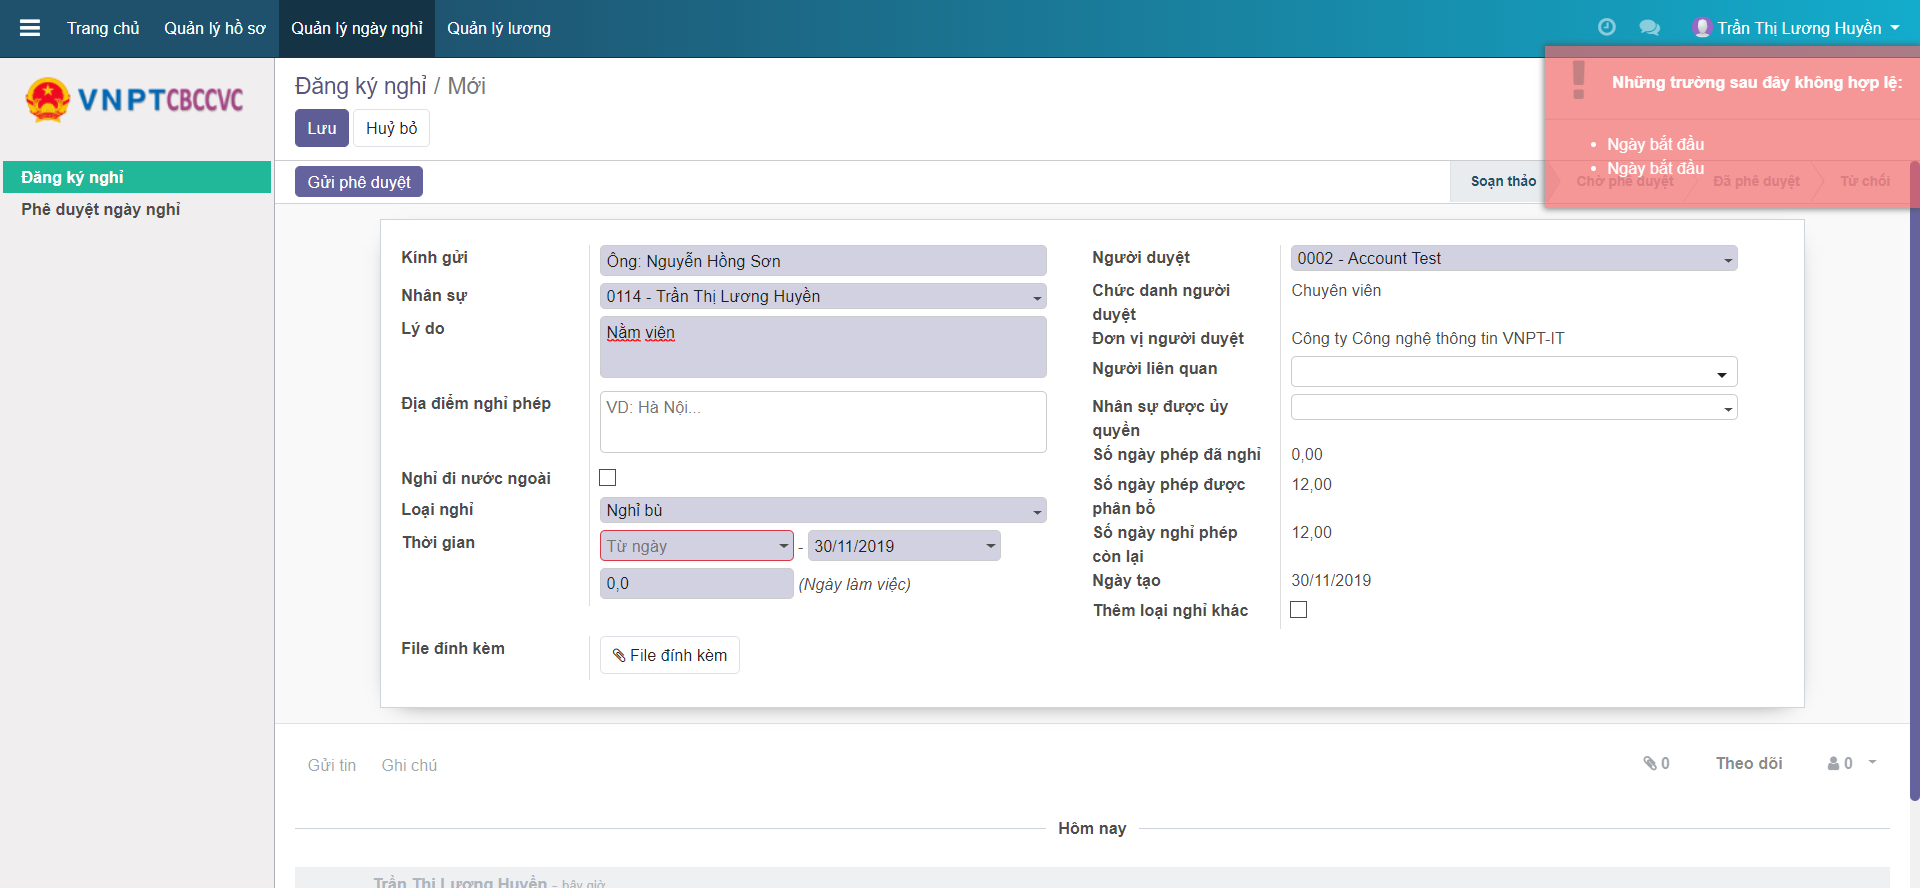 Trang chủ Quản lý hồ sơ Quản lý ngày nghỉ Quản lý lương Trần Thị Lương Huyền
VNPTCBCCVC
Đăng ký nghỉ
Phê duyệt ngày nghỉ
Đăng ký nghỉ / Mới
Lưu Huỷ bỏ
Những trường sau đây không hợp lệ:
• Ngày bắt đầu
• Ngày bắt đầu
Gửi phê duyệt
Soạn thảo Chờ phê duyệt Đã phê duyệt Từ chối
Kính gửi Ông: Nguyễn Hồng Sơn
Nhân sự 0114 - Trần Thị Lương Huyền
Lý do Nằm viện
Địa điểm nghỉ phép VD: Hà Nội...
Nghỉ đi nước ngoài
Loại nghỉ Nghỉ bù
Thời gian Từ ngày - 30/11/2019
0,0 (Ngày làm việc)
File đính kèm File đính kèm
Người duyệt 0002 - Account Test
Chức danh người duyệt Chuyên viên
Đơn vị người duyệt Công ty Công nghệ thông tin VNPT-IT
Người liên quan
Nhân sự được ủy quyền
Số ngày phép đã nghỉ 0,00
Số ngày phép được phân bổ 12,00
Số ngày nghỉ phép còn lại 12,00
Ngày tạo 30/11/2019
Thêm loại nghỉ khác
Gửi tin Ghi chú 0 Theo dõi 0
Hôm nay
Trần Thị Lương Huyền - bây giờ